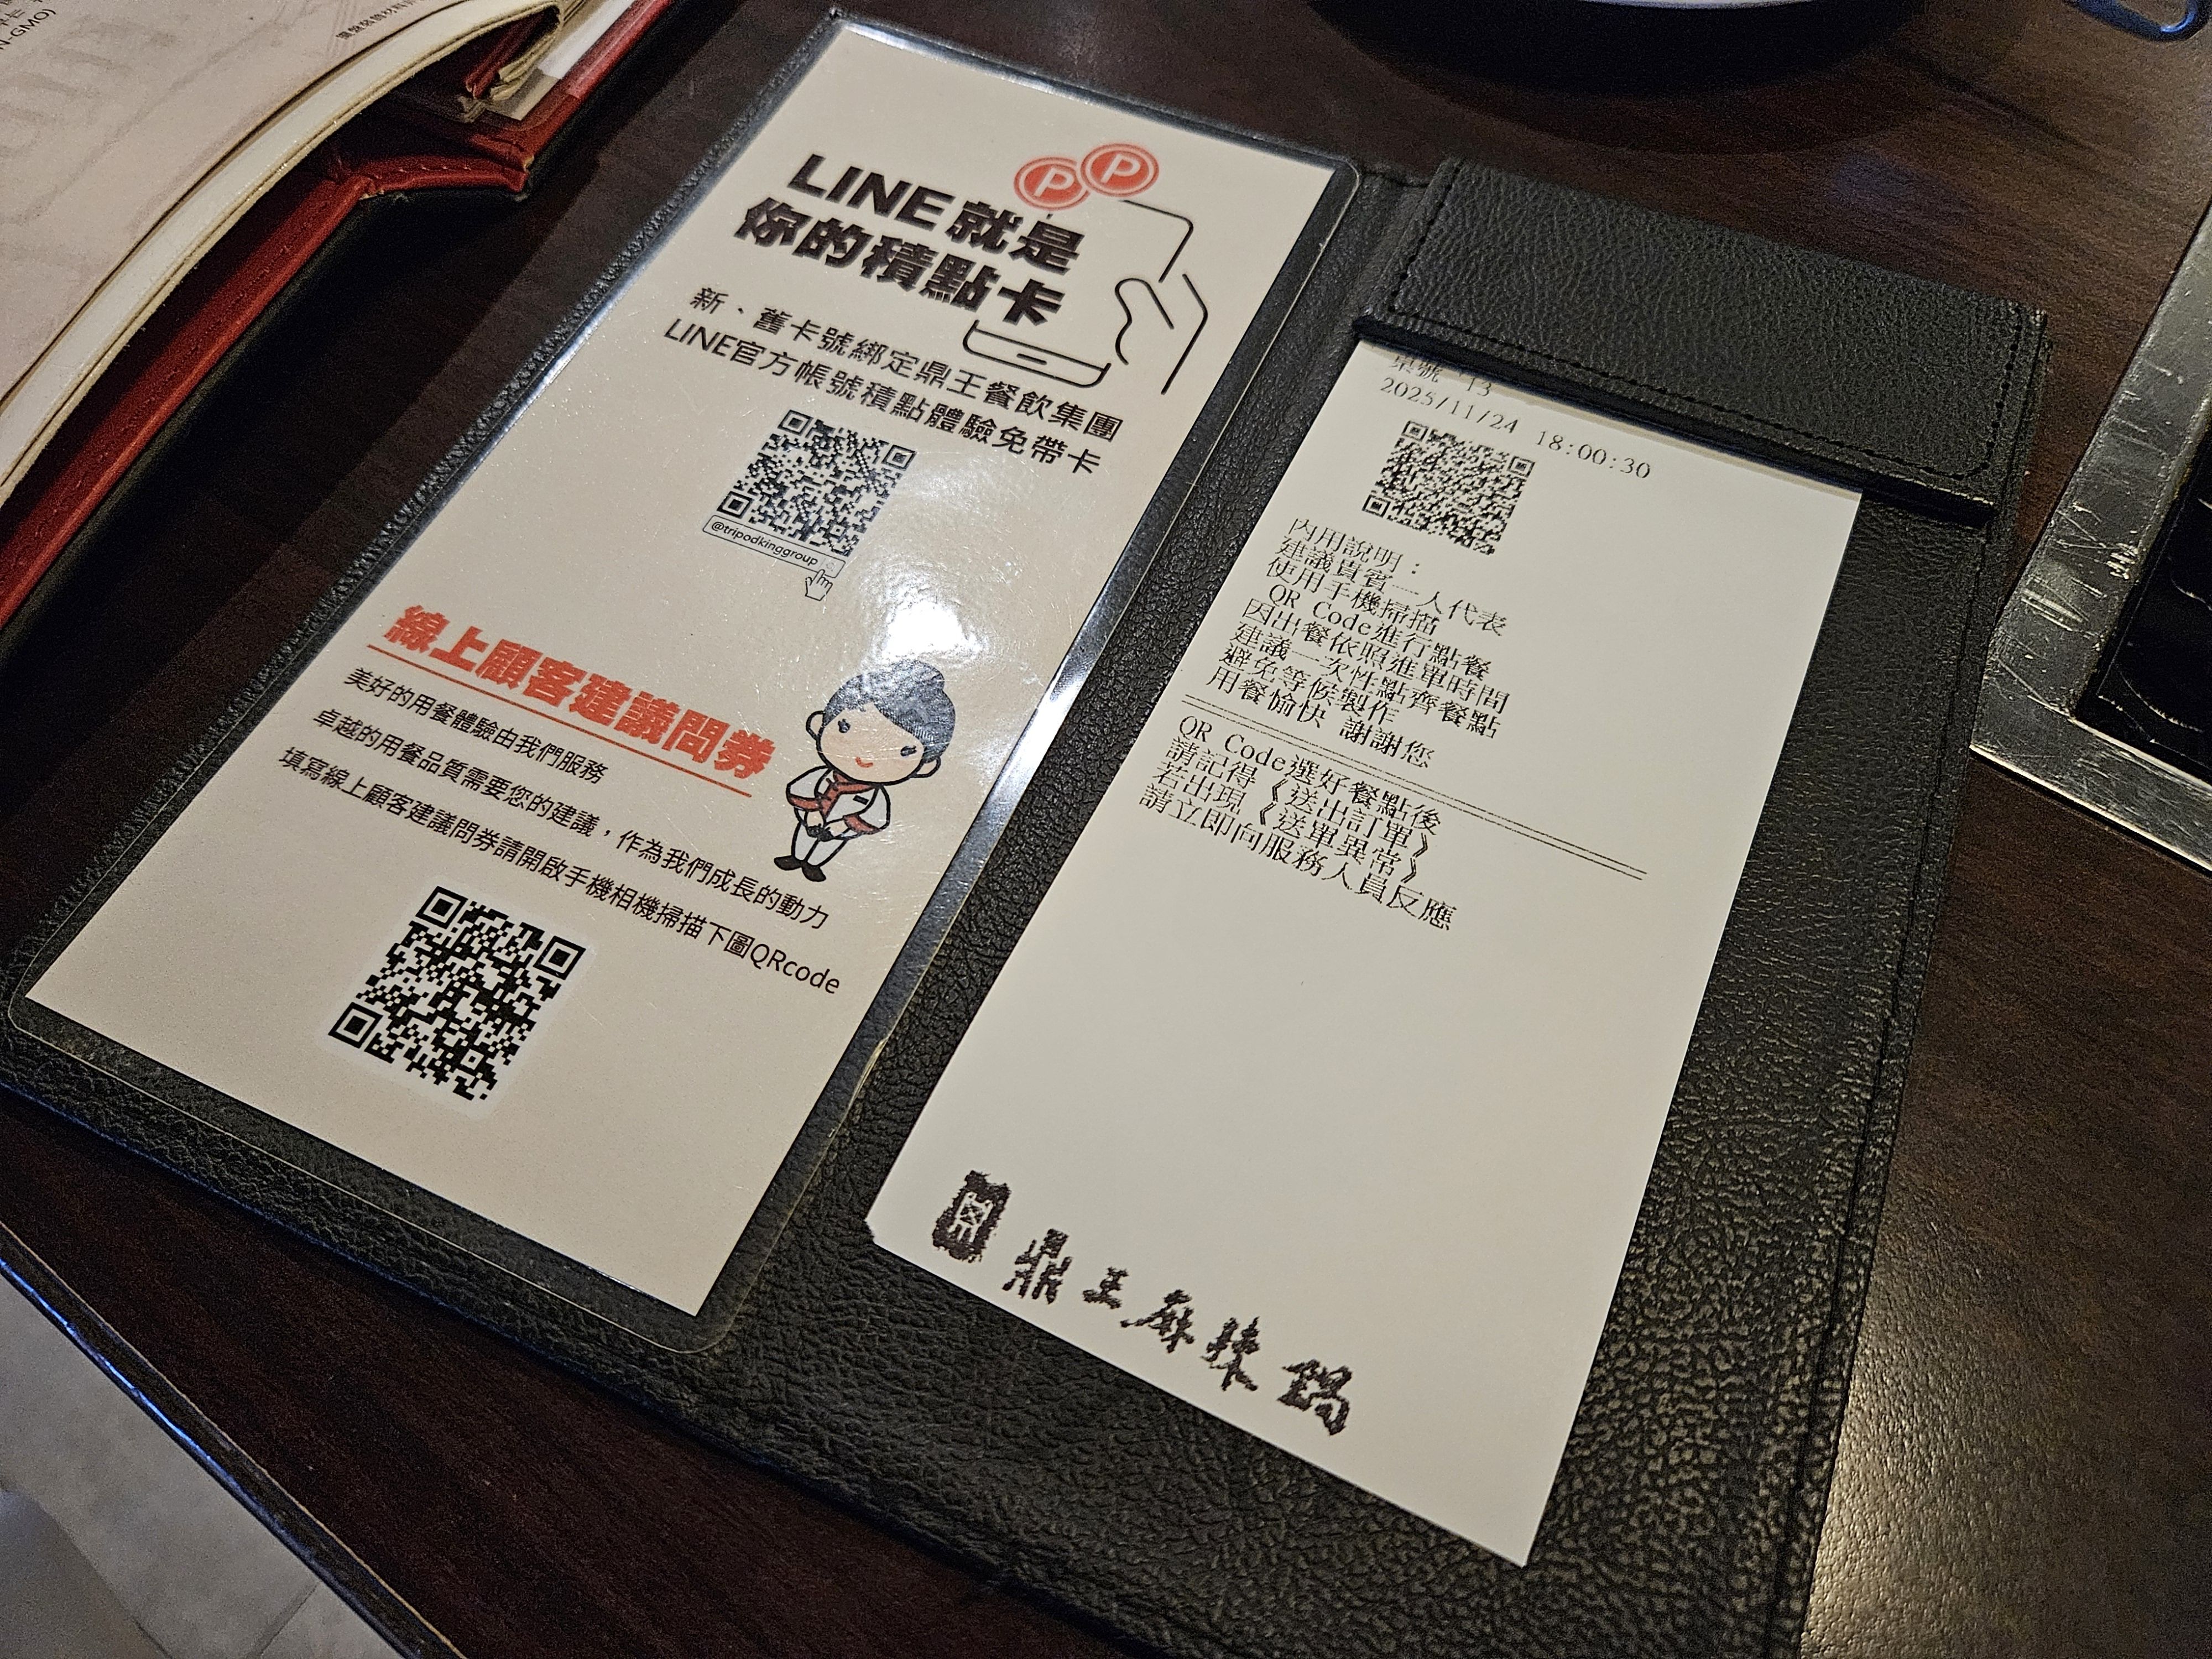 N-GMO)
P P
LINE就是
你的積點卡
新、舊卡號綁定鼎王餐飲集團
LINE官方帳號積點體驗免帶卡
@tripodkinggroup
線上顧客建議問券
美好的用餐體驗由我們服務
卓越的用餐品質需要您的建議，作為我們成長的動力
填寫線上顧客建議問券請開啟手機相機掃描下圖QRcode
桌號 13
2025/11/24 18:00:30
內用說明：
建議貴賓一人代表
使用手機掃描
QR Code進行點餐
因出餐依照進單時間
建議一次性點齊餐點
避免等候製作
用餐愉快 謝謝您
QR Code選好餐點後
請記得《送出訂單》
若出現《送單異常》
請立即向服務人員反應
鼎王麻辣鍋